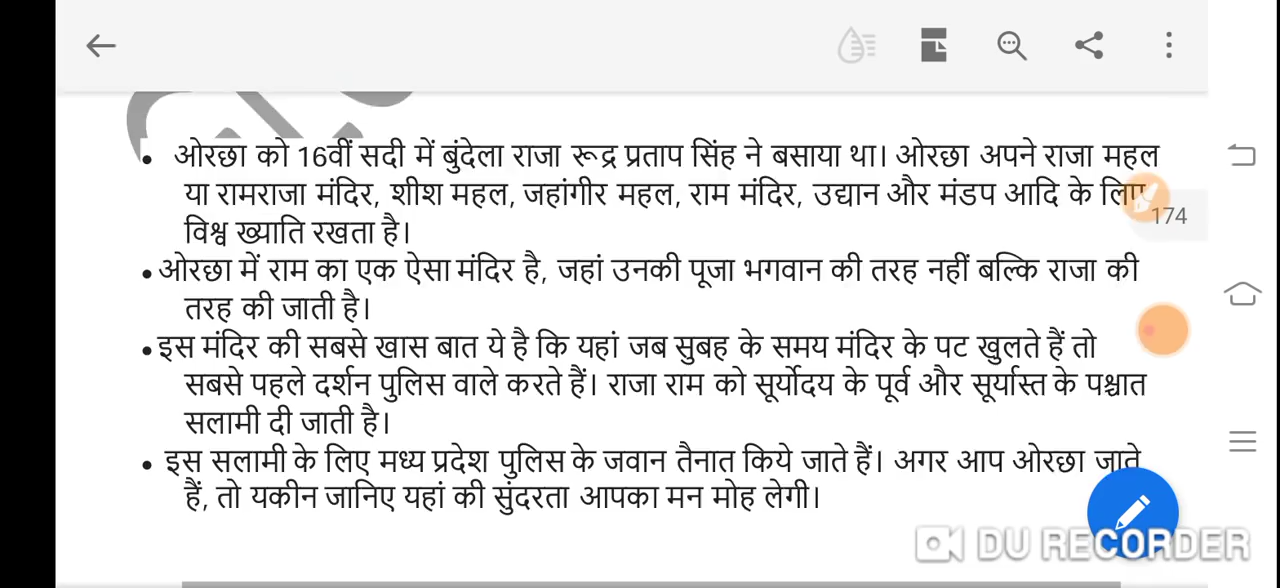 • ओरछा को 16वीं सदी में बुंदेला राजा रूद्र प्रताप सिंह ने बसाया था। ओरछा अपने राजा महल
या रामराजा मंदिर, शीश महल, जहांगीर महल, राम मंदिर, उद्यान और मंडप आदि के लिए
174
विश्व ख्याति रखता है।
• ओरछा में राम का एक ऐसा मंदिर है, जहां उनकी पूजा भगवान की तरह नहीं बल्कि राजा की
तरह की जाती है।
• इस मंदिर की सबसे खास बात ये है कि यहां जब सुबह के समय मंदिर के पट खुलते हैं तो
सबसे पहले दर्शन पुलिस वाले करते हैं। राजा राम को सूर्योदय के पूर्व और सूर्यास्त के पश्चात
सलामी दी जाती है।
• इस सलामी के लिए मध्य प्रदेश पुलिस के जवान तैनात किये जाते हैं। अगर आप ओरछा जाते
हैं, तो यकीन जानिए यहां की सुंदरता आपका मन मोह लेगी।
DU RECORDER